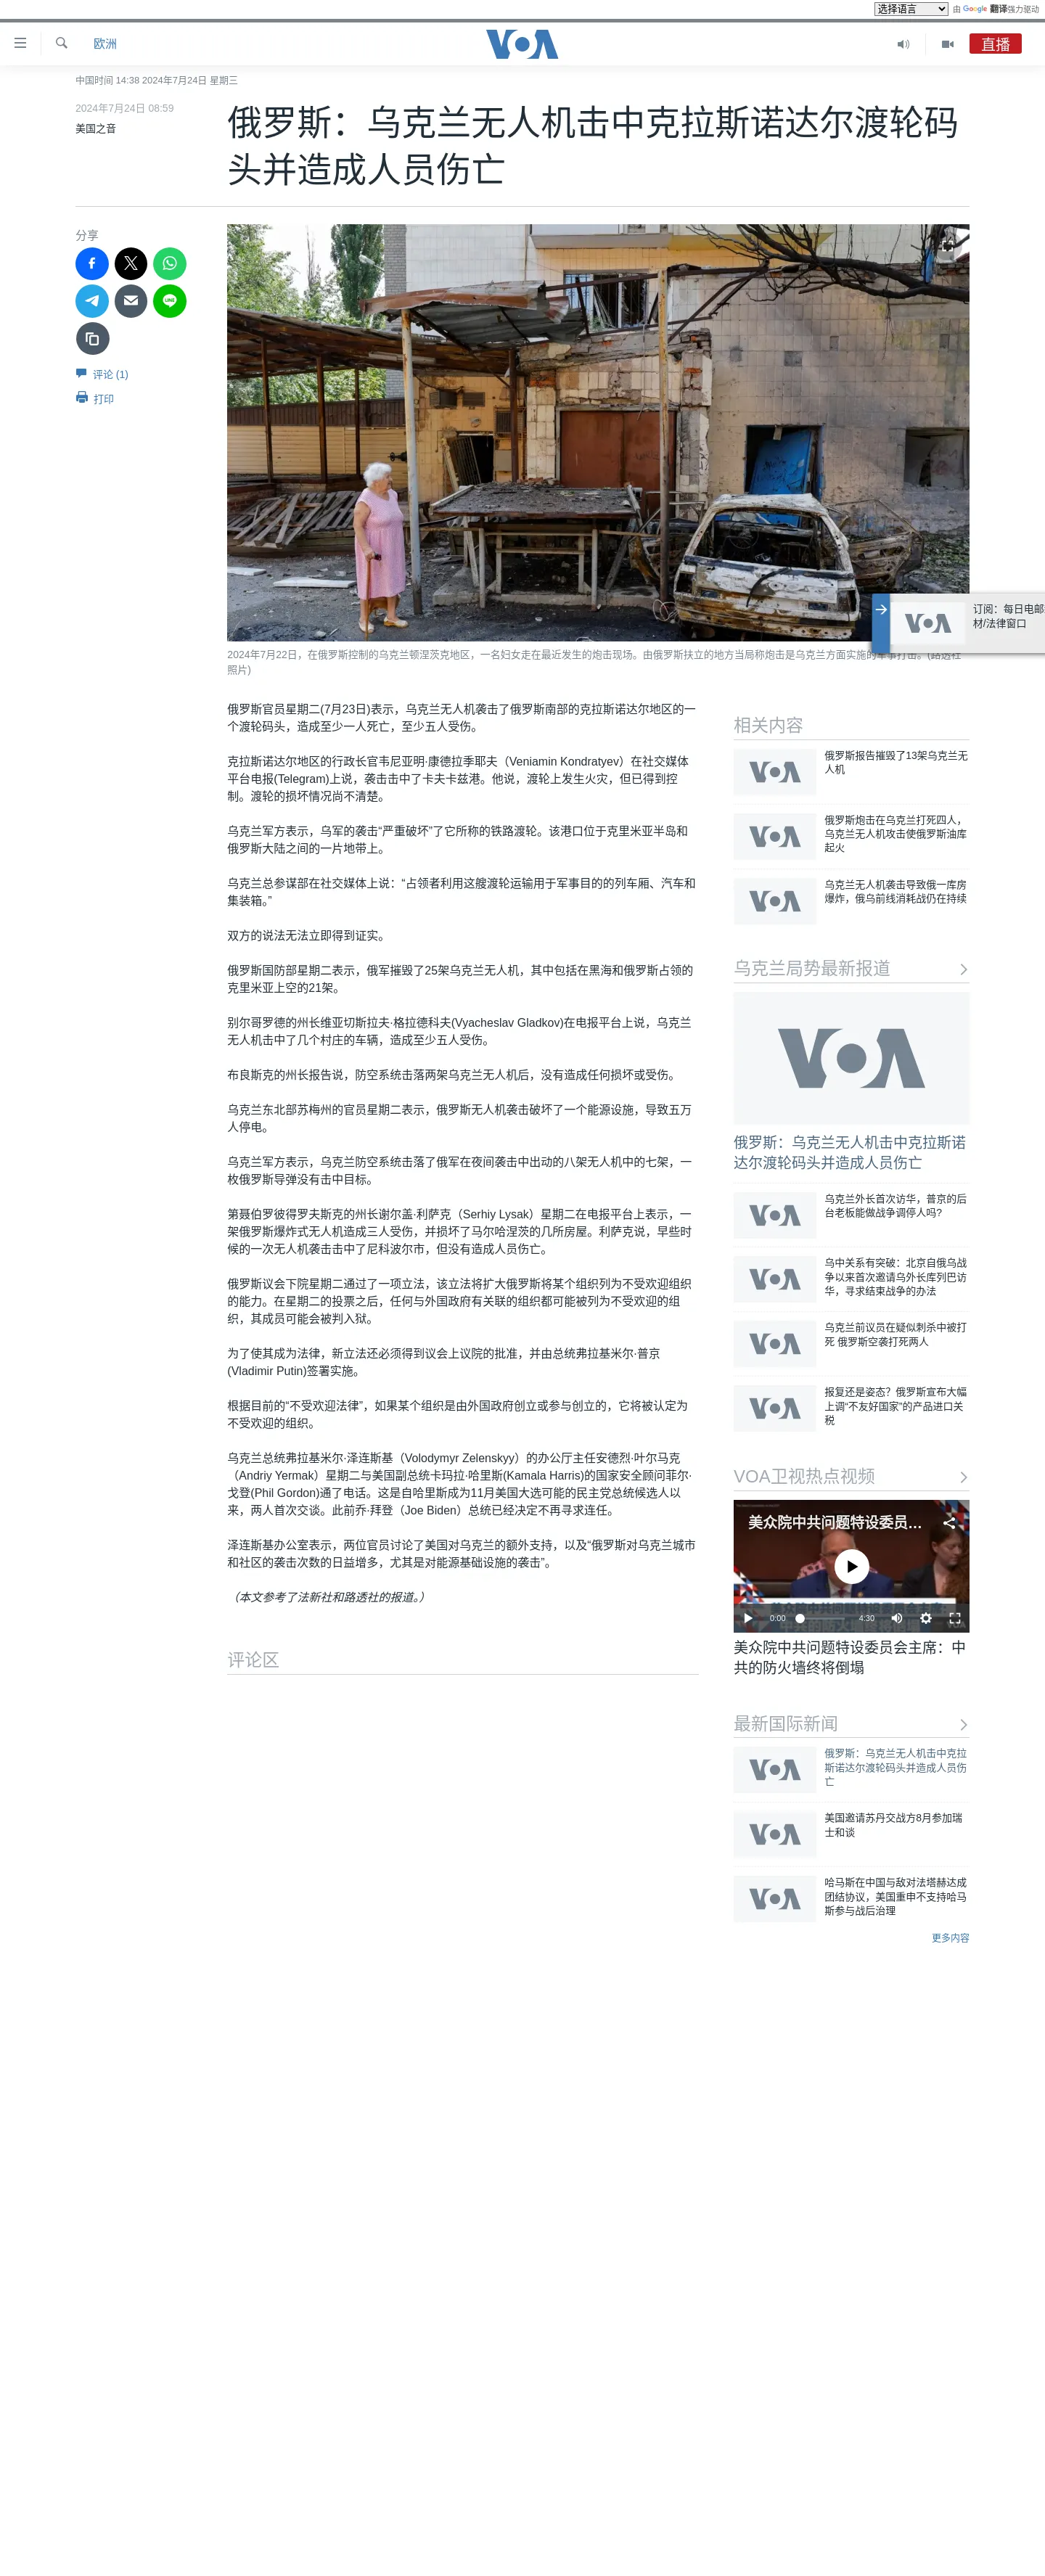 选择语言 由 Google 翻译强力驱动
欧洲
VOA
直播
中国时间 14:38 2024年7月24日 星期三
2024年7月24日 08:59
美国之音
俄罗斯：乌克兰无人机击中克拉斯诺达尔渡轮码
头并造成人员伤亡
分享
评论 (1)
打印
订阅：每日电邮
材/法律窗口
VOA
2024年7月22日，在俄罗斯控制的乌克兰顿涅茨克地区，一名妇女走在最近发生的炮击现场。由俄罗斯扶立的地方当局称炮击是乌克兰方面实施的军事打击。(路透社
照片)
俄罗斯官员星期二(7月23日)表示，乌克兰无人机袭击了俄罗斯南部的克拉斯诺达尔地区的一
个渡轮码头，造成至少一人死亡，至少五人受伤。
克拉斯诺达尔地区的行政长官韦尼亚明·康德拉季耶夫（Veniamin Kondratyev）在社交媒体
平台电报(Telegram)上说，袭击击中了卡夫卡兹港。他说，渡轮上发生火灾，但已得到控
制。渡轮的损坏情况尚不清楚。
乌克兰军方表示，乌军的袭击“严重破坏”了它所称的铁路渡轮。该港口位于克里米亚半岛和
俄罗斯大陆之间的一片地带上。
乌克兰总参谋部在社交媒体上说：“占领者利用这艘渡轮运输用于军事目的的列车厢、汽车和
集装箱。”
双方的说法无法立即得到证实。
俄罗斯国防部星期二表示，俄军摧毁了25架乌克兰无人机，其中包括在黑海和俄罗斯占领的
克里米亚上空的21架。
别尔哥罗德的州长维亚切斯拉夫·格拉德科夫(Vyacheslav Gladkov)在电报平台上说，乌克兰
无人机击中了几个村庄的车辆，造成至少五人受伤。
布良斯克的州长报告说，防空系统击落两架乌克兰无人机后，没有造成任何损坏或受伤。
乌克兰东北部苏梅州的官员星期二表示，俄罗斯无人机袭击破坏了一个能源设施，导致五万
人停电。
乌克兰军方表示，乌克兰防空系统击落了俄军在夜间袭击中出动的八架无人机中的七架，一
枚俄罗斯导弹没有击中目标。
第聂伯罗彼得罗夫斯克的州长谢尔盖·利萨克（Serhiy Lysak）星期二在电报平台上表示，一
架俄罗斯爆炸式无人机造成三人受伤，并损坏了马尔哈涅茨的几所房屋。利萨克说，早些时
候的一次无人机袭击击中了尼科波尔市，但没有造成人员伤亡。
俄罗斯议会下院星期二通过了一项立法，该立法将扩大俄罗斯将某个组织列为不受欢迎组织
的能力。在星期二的投票之后，任何与外国政府有关联的组织都可能被列为不受欢迎的组
织，其成员可能会被判入狱。
为了使其成为法律，新立法还必须得到议会上议院的批准，并由总统弗拉基米尔·普京
(Vladimir Putin)签署实施。
根据目前的“不受欢迎法律”，如果某个组织是由外国政府创立或参与创立的，它将被认定为
不受欢迎的组织。
乌克兰总统弗拉基米尔·泽连斯基（Volodymyr Zelenskyy）的办公厅主任安德烈·叶尔马克
（Andriy Yermak）星期二与美国副总统卡玛拉·哈里斯(Kamala Harris)的国家安全顾问菲尔·
戈登(Phil Gordon)通了电话。这是自哈里斯成为11月美国大选可能的民主党总统候选人以
来，两人首次交谈。此前乔·拜登（Joe Biden）总统已经决定不再寻求连任。
泽连斯基办公室表示，两位官员讨论了美国对乌克兰的额外支持，以及“俄罗斯对乌克兰城市
和社区的袭击次数的日益增多，尤其是对能源基础设施的袭击”。
（本文参考了法新社和路透社的报道。）
评论区
相关内容
VOA
俄罗斯报告摧毁了13架乌克兰无
人机
VOA
俄罗斯炮击在乌克兰打死四人，
乌克兰无人机攻击使俄罗斯油库
起火
VOA
乌克兰无人机袭击导致俄一库房
爆炸，俄乌前线消耗战仍在持续
乌克兰局势最新报道
VOA
俄罗斯：乌克兰无人机击中克拉斯诺
达尔渡轮码头并造成人员伤亡
VOA
乌克兰外长首次访华，普京的后
台老板能做战争调停人吗?
VOA
乌中关系有突破：北京自俄乌战
争以来首次邀请乌外长库列巴访
华，寻求结束战争的办法
VOA
乌克兰前议员在疑似刺杀中被打
死 俄罗斯空袭打死两人
VOA
报复还是姿态？俄罗斯宣布大幅
上调“不友好国家”的产品进口关
税
VOA卫视热点视频
美众院中共问题特设委员...
0:00
4:30
美众院中共问题特设委员会主席：中
共的防火墙终将倒塌
最新国际新闻
VOA
俄罗斯：乌克兰无人机击中克拉
斯诺达尔渡轮码头并造成人员伤
亡
VOA
美国邀请苏丹交战方8月参加瑞
士和谈
VOA
哈马斯在中国与敌对法塔赫达成
团结协议，美国重申不支持哈马
斯参与战后治理
更多内容